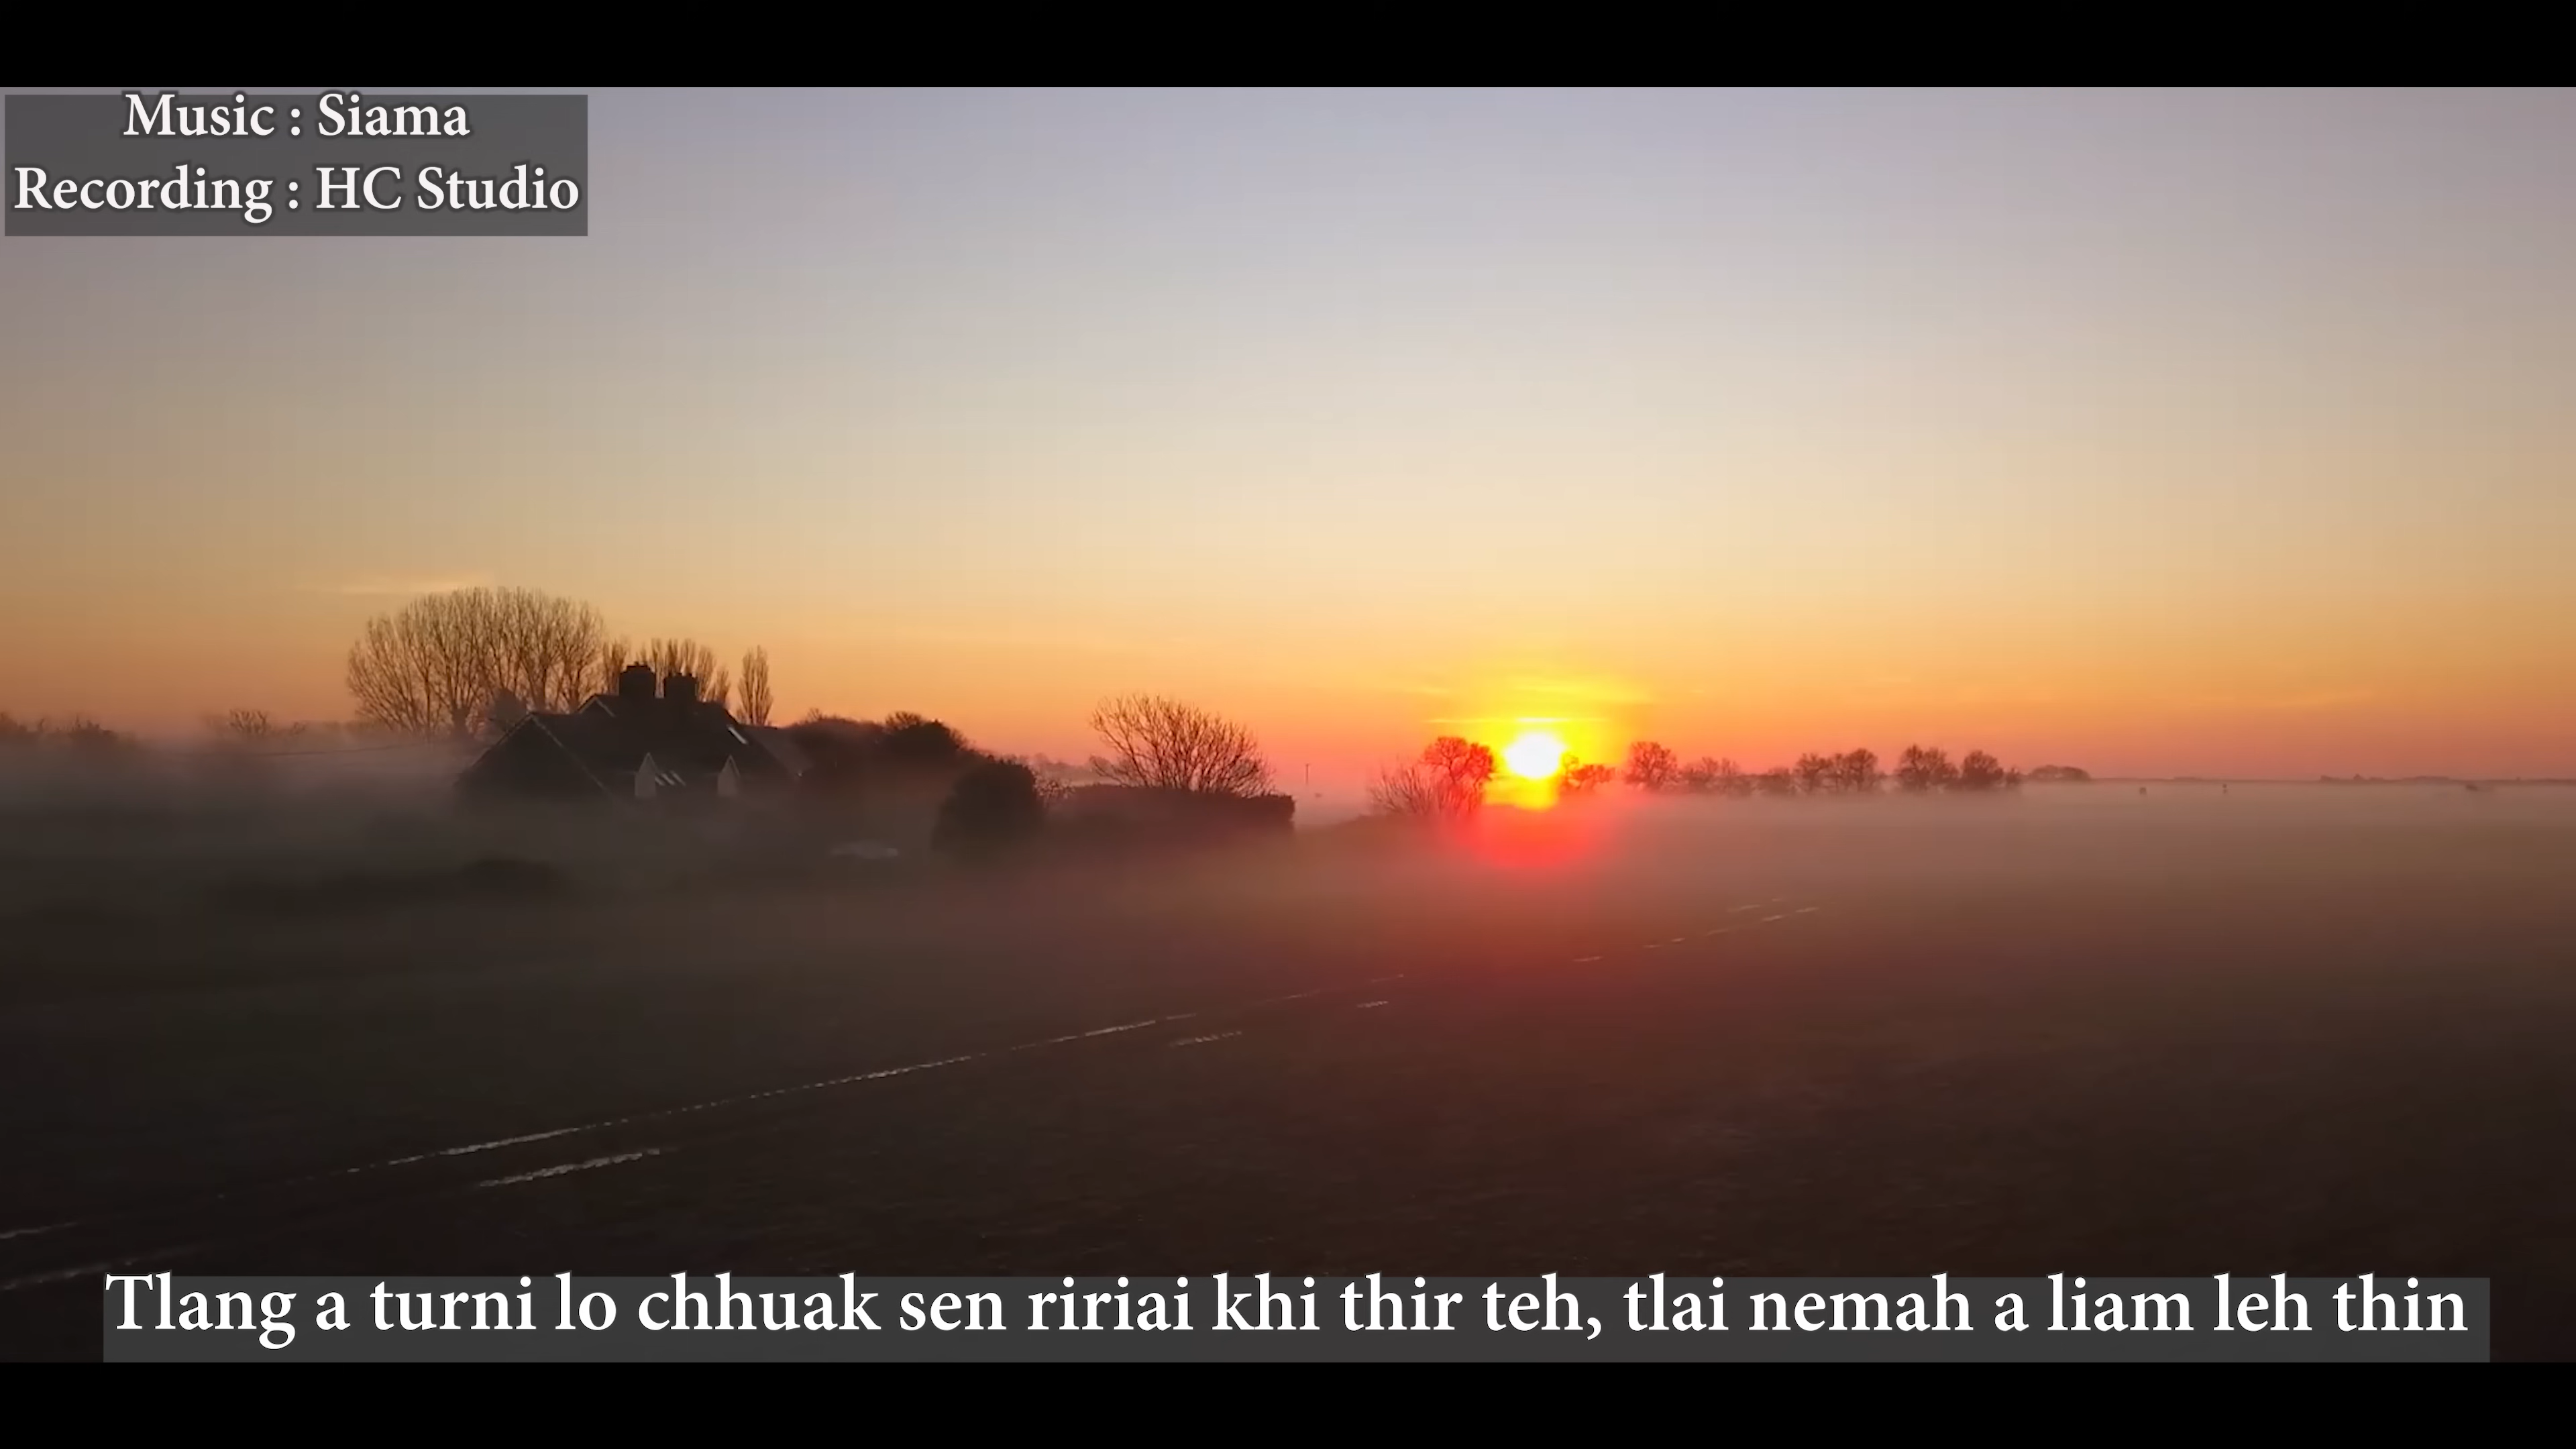 Music : Siama
Recording : HC Studio
Tlang a turni lo chhuak sen ririai khi thir teh, tlai nemah a liam leh thin